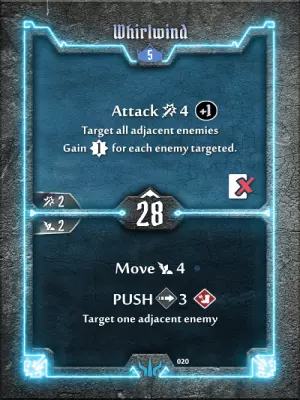 Whirlwind
5
Attack 4 +1
Target all adjacent enemies
Gain 1 for each enemy targeted.
2
28
2
Move 4
PUSH 3
Target one adjacent enemy
020